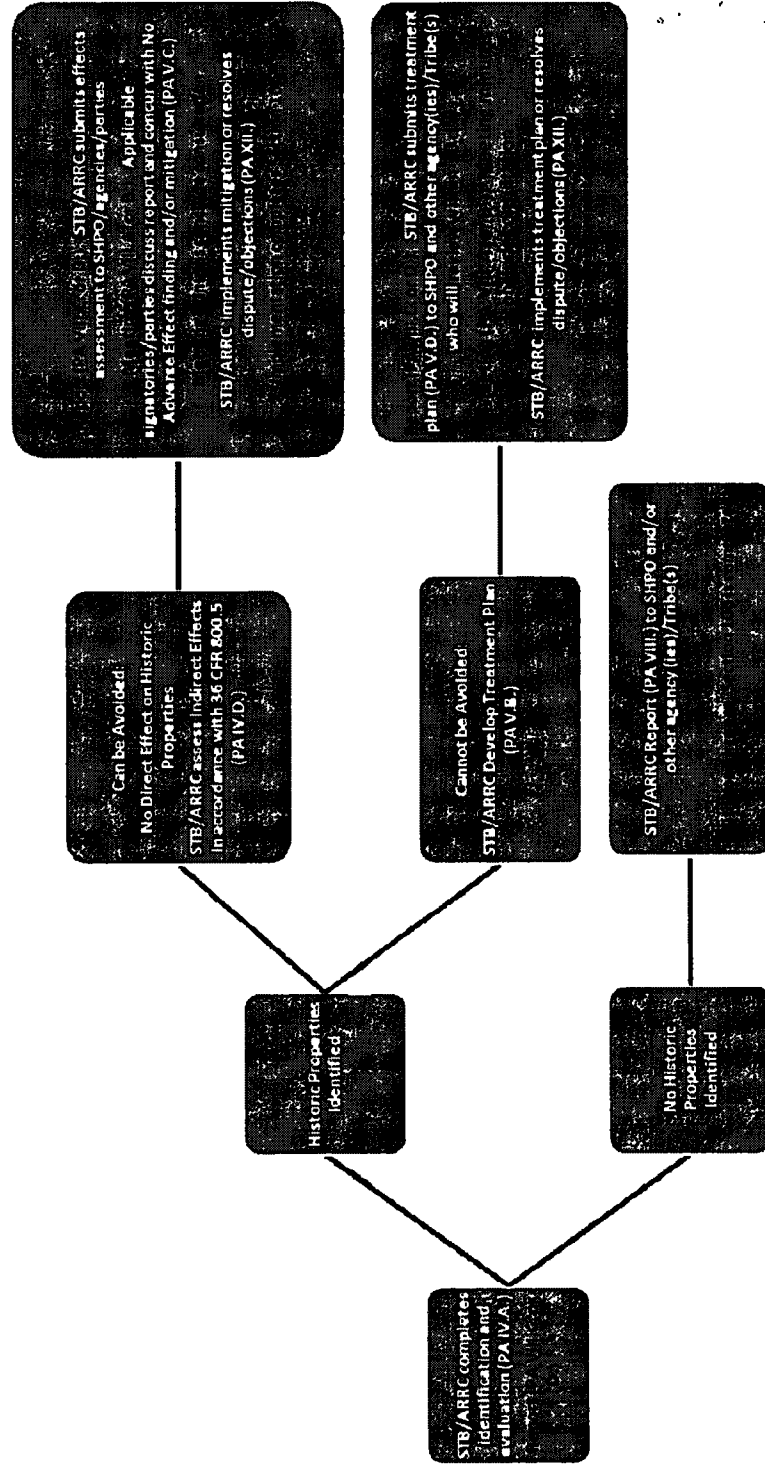 STB/ARRC completes
identification and
evaluation (PA IV.A.)
Historic Properties
Identified
No Historic
Properties
Identified
Can be Avoided:
No Direct Effect on Historic
Properties
STB/ARRC assess Indirect Effects
in accordance with 36 CFR 800.5
(PA IV.D.)
Cannot be Avoided:
STB/ARRC Develop Treatment Plan
(PA V.B.)
STB/ARRC Report (PA VIII.) to SHPO and/or
other agency(ies)/Tribe(s)
STB/ARRC submits effects
assessment to SHPO/agencies/parties
Applicable
signatories/parties discuss report and concur with No
Adverse Effect finding and/or mitigation (PA V.C.)
STB/ARRC implements mitigation or resolves
dispute/objections (PA XII.)
STB/ARRC submits treatment
plan (PA V.D.) to SHPO and other agency(ies)/Tribe(s)
who will
STB/ARRC implements treatment plan or resolves
dispute/objections (PA XII.)